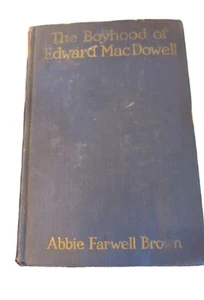 The Boyhood of
Edward MacDowell
Abbie Farwell Brown